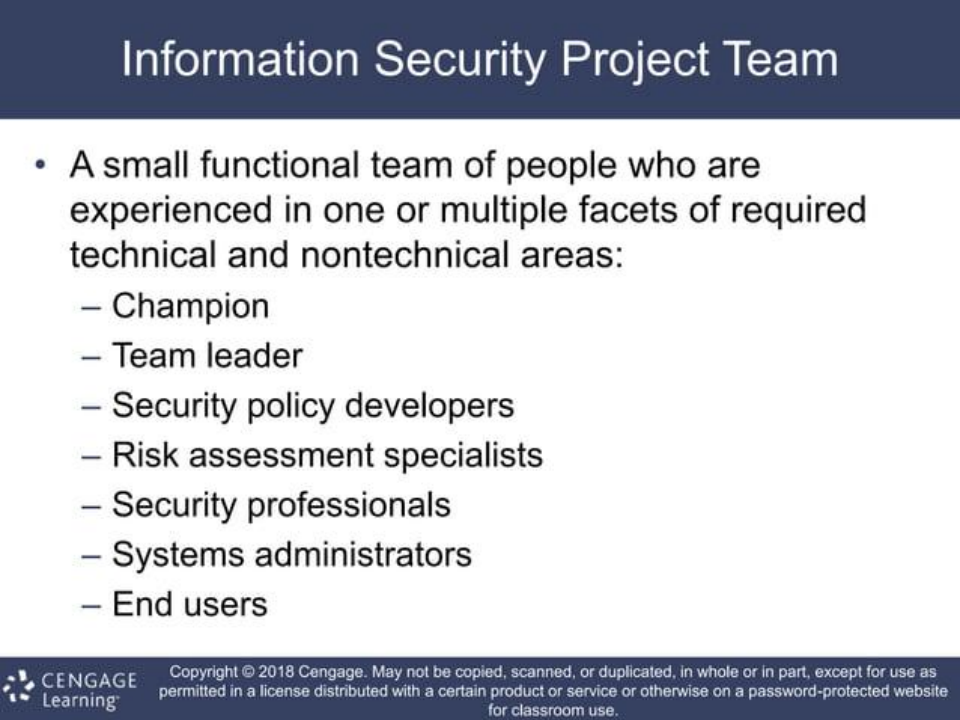 Information Security Project Team
• A small functional team of people who are
experienced in one or multiple facets of required
technical and nontechnical areas:
– Champion
– Team leader
– Security policy developers
– Risk assessment specialists
– Security professionals
– Systems administrators
– End users
CENGAGE
Learning
Copyright © 2018 Cengage. May not be copied, scanned, or duplicated, in whole or in part, except for use as
permitted in a license distributed with a certain product or service or otherwise on a password-protected website
for classroom use.